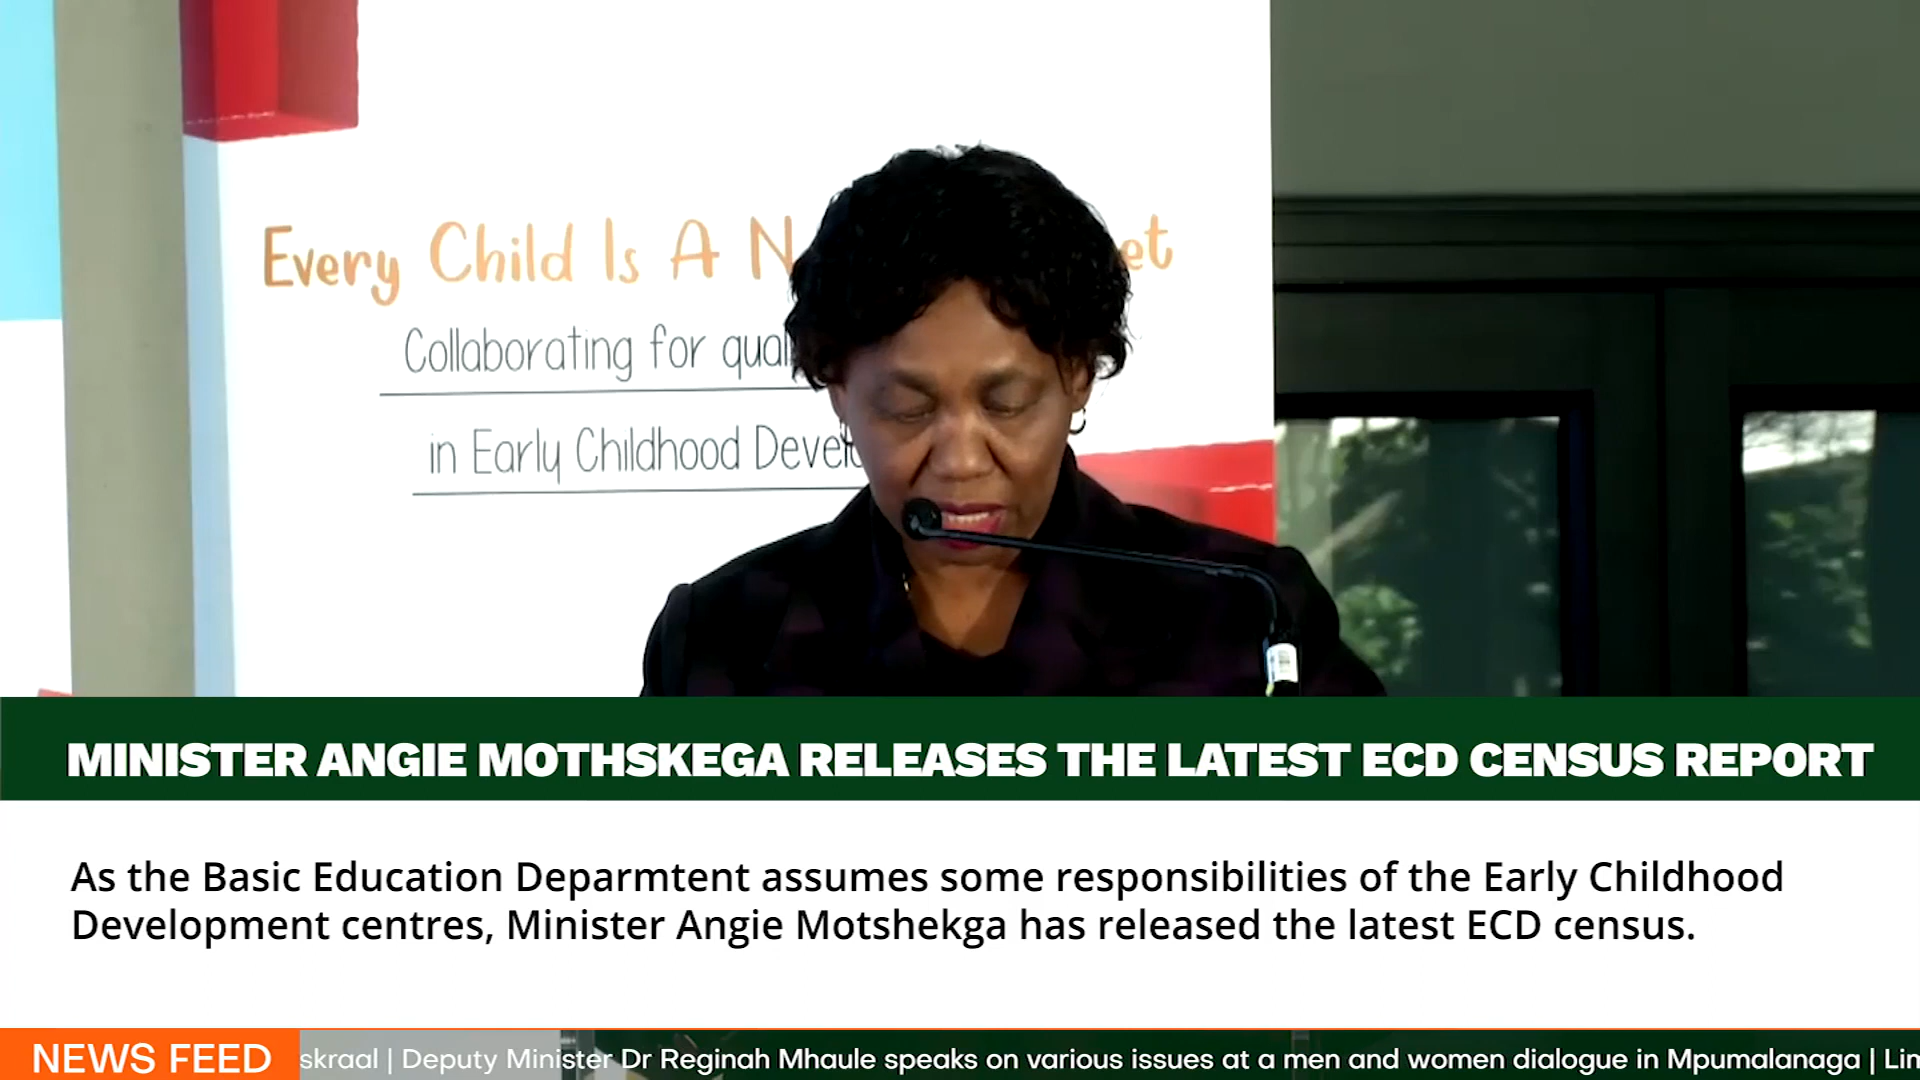 Every Child Is A N et
Collaborating for qual
in Early Childhood Devel
MINISTER ANGIE MOTHSKEGA RELEASES THE LATEST ECD CENSUS REPORT
As the Basic Education Deparmtent assumes some responsibilities of the Early Childhood
Development centres, Minister Angie Motshekga has released the latest ECD census.
NEWS FEED skraal | Deputy Minister Dr Reginah Mhaule speaks on various issues at a men and women dialogue in Mpumalanaga | Lim